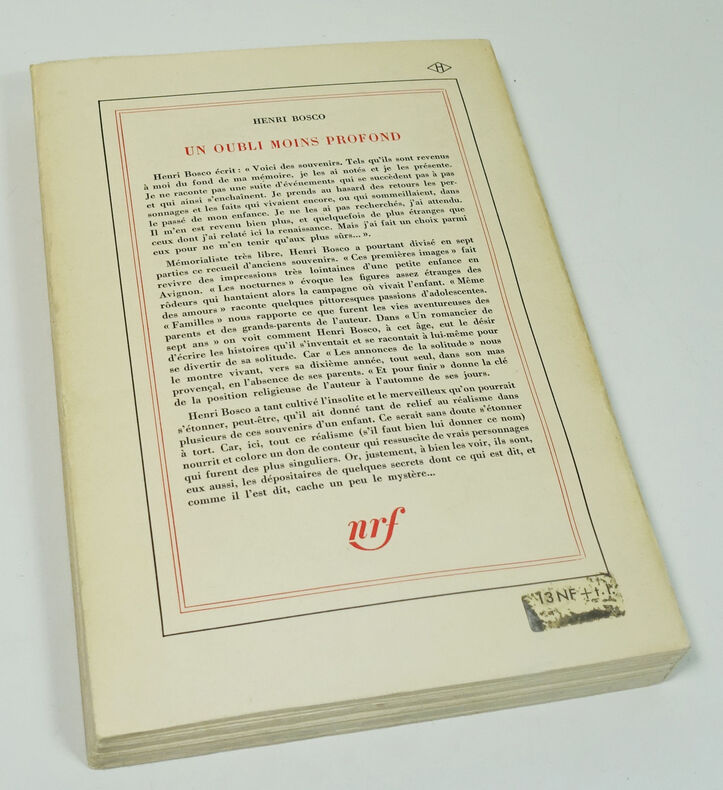 H
HENRI BOSCO
UN OUBLI MOINS PROFOND
Henri Bosco écrit : « Voici des souvenirs. Tels qu'ils sont revenus
à moi du fond de ma mémoire, je les ai notés et je les présente.
Je ne raconte pas une suite d'événements qui se succèdent pas à pas
et qui ainsi s'enchaînent. Je prends au hasard des retours les per-
sonnages et les faits qui vivaient encore, ou qui sommeillaient, dans
le passé de mon enfance. Je ne les ai pas recherchés, j'ai attendu.
Il m'en est revenu bien plus, et quelquefois de plus étranges que
ceux dont j'ai relaté ici la renaissance. Mais j'ai fait un choix parmi
eux pour ne m'en tenir qu'aux plus sûrs... ».
Mémorialiste très libre, Henri Bosco a pourtant divisé en sept
parties ce recueil d'anciens souvenirs. « Ces premières images » fait
revivre des impressions très lointaines d'une petite enfance en
Avignon. « Les nocturnes » évoque les figures assez étranges des
rôdeurs qui hantaient alors la campagne où vivait l'enfant. « Même
des amours » raconte quelques pittoresques passions d'adolescentes.
« Familles » nous rapporte ce que furent les vies aventureuses des
parents et des grands-parents de l'auteur. Dans « Un romancier de
sept ans » on voit comment Henri Bosco, à cet âge, eut le désir
d'écrire les histoires qu'il s'inventait et se racontait à lui-même pour
se divertir de sa solitude. Car « Les annonces de la solitude » nous
le montre vivant, vers sa dixième année, tout seul, dans son mas
provençal, en l'absence de ses parents. « Et pour finir » donne la clé
de la position religieuse de l'auteur à l'automne de ses jours.
Henri Bosco a tant cultivé l'insolite et le merveilleux qu'on pourrait
s'étonner, peut-être, qu'il ait donné tant de relief au réalisme dans
plusieurs de ces souvenirs d'un enfant. Ce serait sans doute s'étonner
à tort. Car, ici, tout ce réalisme (s'il faut bien lui donner ce nom)
nourrit et colore un don de conteur qui ressuscite de vrais personnages
qui furent des plus singuliers. Or, justement, à bien les voir, ils sont,
eux aussi, les dépositaires de quelques secrets dont ce qui est dit, et
comme il l'est dit, cache un peu le mystère...
nrf
13 NF + t.l.